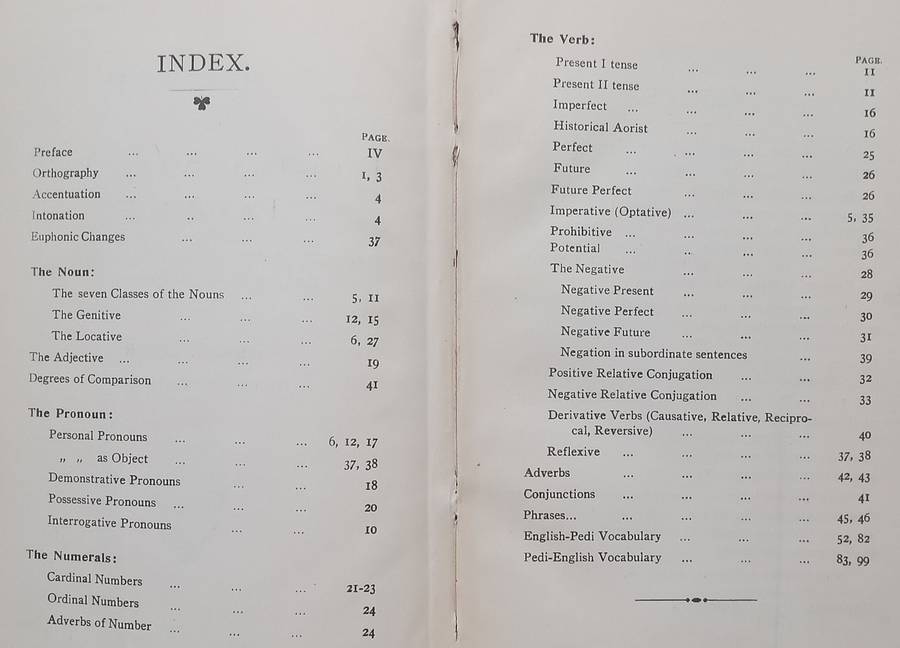 INDEX.
PAGE.
Preface ... ... ... ... IV
Orthography ... ... ... ... 1, 3
Accentuation ... ... ... ... 4
Intonation ... .. ... ... 4
Euphonic Changes ... ... ... 37
The Noun:
The seven Classes of the Nouns ... ... 5, 11
The Genitive ... ... ... 12, 15
The Locative ... ... ... 6, 27
The Adjective ... ... ... ... 19
Degrees of Comparison ... ... ... 41
The Pronoun:
Personal Pronouns ... ... ... 6, 12, 17
„ „ as Object ... ... ... 37, 38
Demonstrative Pronouns ... ... 18
Possessive Pronouns ... ... ... 20
Interrogative Pronouns ... ... 10
The Numerals:
Cardinal Numbers ... ... ... 21-23
Ordinal Numbers ... ... ... 24
Adverbs of Number ... ... ... 24
The Verb:
PAGE.
Present I tense ... ... ... 11
Present II tense ... ... ... 11
Imperfect ... ... ... ... 16
Historical Aorist ... ... ... 16
Perfect ... ... ... ... 25
Future ... ... ... ... 26
Future Perfect ... ... ... 26
Imperative (Optative) ... ... ... 5, 35
Prohibitive ... ... ... ... 36
Potential ... ... ... ... 36
The Negative ... ... ... 28
Negative Present ... ... ... 29
Negative Perfect ... ... ... 30
Negative Future ... ... ... 31
Negation in subordinate sentences ... 39
Positive Relative Conjugation ... ... 32
Negative Relative Conjugation ... ... 33
Derivative Verbs (Causative, Relative, Recipro-
cal, Reversive) ... ... ... 40
Reflexive ... ... ... ... 37, 38
Adverbs ... ... ... ... 42, 43
Conjunctions ... ... ... ... 41
Phrases... ... ... ... ... 45, 46
English-Pedi Vocabulary ... ... ... 52, 82
Pedi-English Vocabulary ... ... ... 83, 99